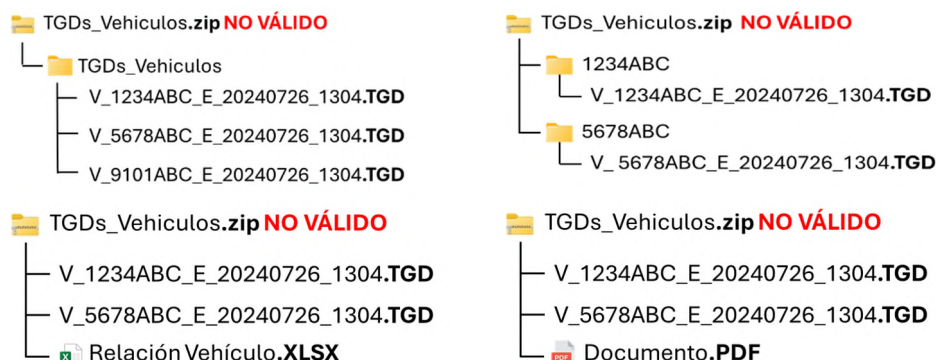 TGDs_Vehiculos.zip NO VÁLIDO
TGDs_Vehiculos
V_1234ABC_E_20240726_1304.TGD
V_5678ABC_E_20240726_1304.TGD
V_9101ABC_E_20240726_1304.TGD
TGDs_Vehiculos.zip NO VÁLIDO
1234ABC
V_1234ABC_E_20240726_1304.TGD
5678ABC
V_ 5678ABC_E_20240726_1304.TGD
TGDs_Vehiculos.zip NO VÁLIDO
V_1234ABC_E_20240726_1304.TGD
V_5678ABC_E_20240726_1304.TGD
Relación Vehículo.XLSX
TGDs_Vehiculos.zip NO VÁLIDO
V_1234ABC_E_20240726_1304.TGD
V_5678ABC_E_20240726_1304.TGD
PDF Documento.PDF